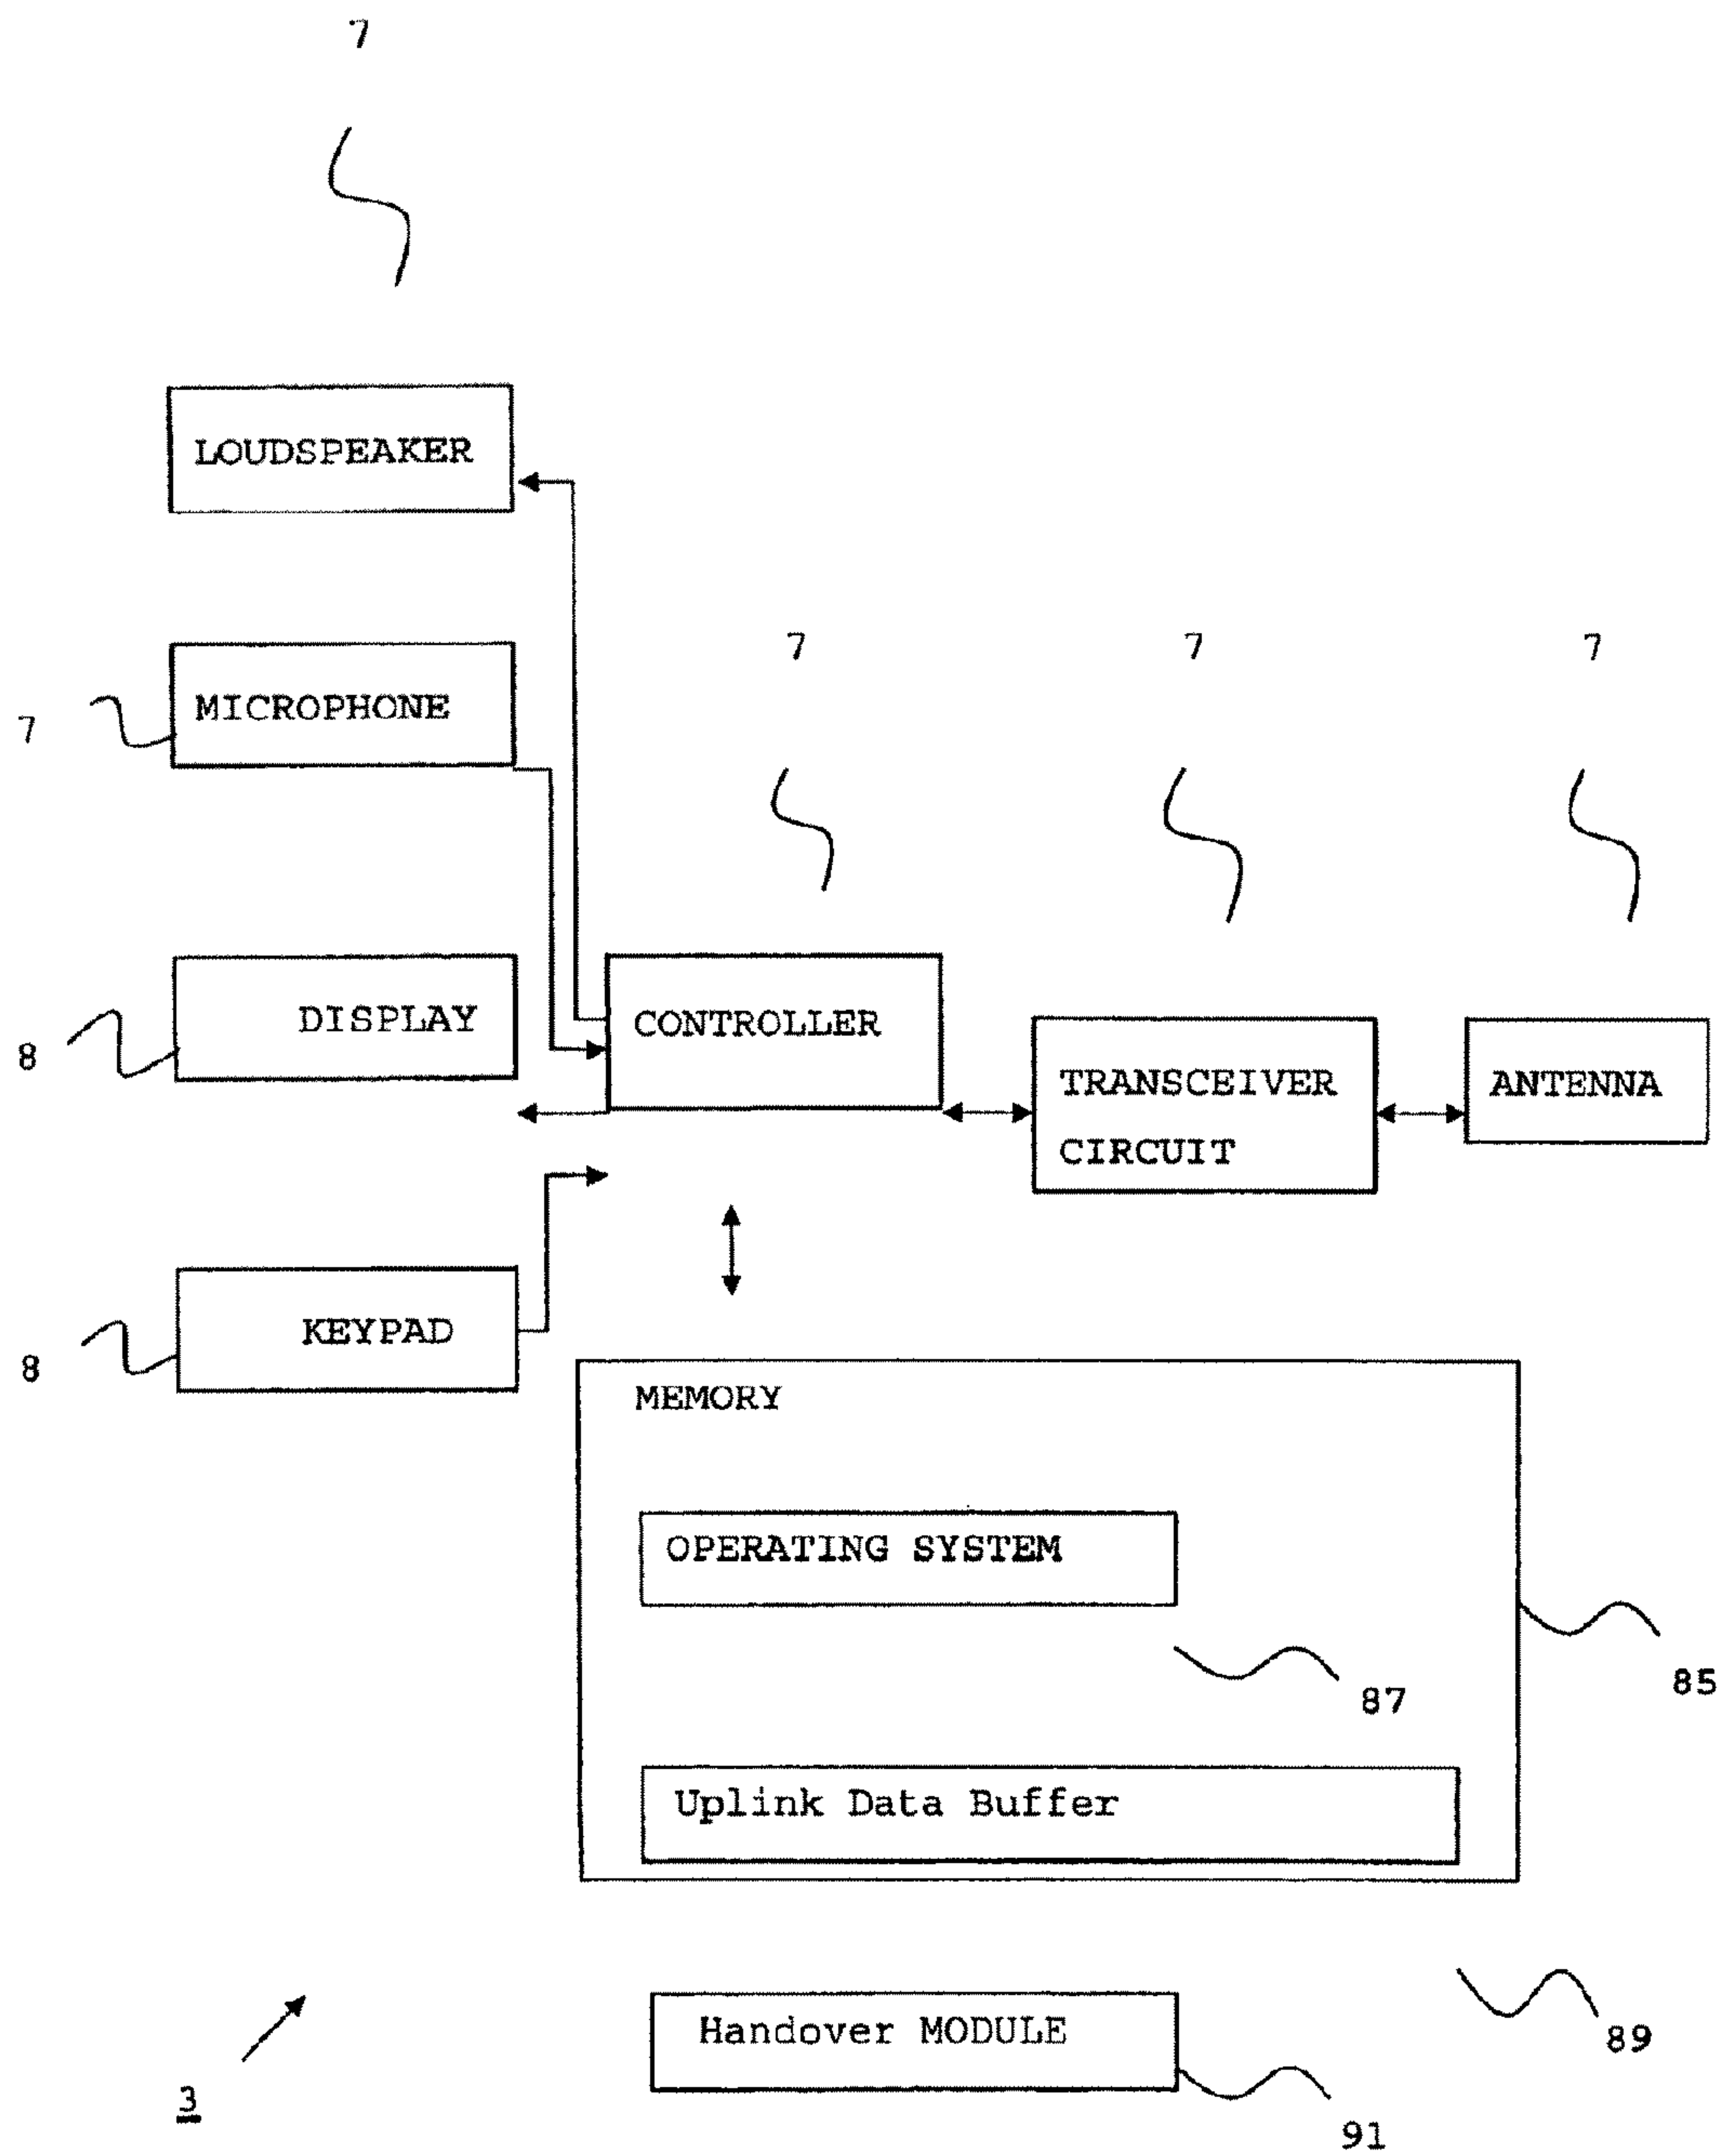 7
LOUDSPEAKER
7 7 7
7 MICROPHONE
8 DISPLAY
CONTROLLER
TRANSCEIVER
CIRCUIT
ANTENNA
8 KEYPAD
MEMORY
OPERATING SYSTEM
85
87
Uplink Data Buffer
Handover MODULE
89
3
91